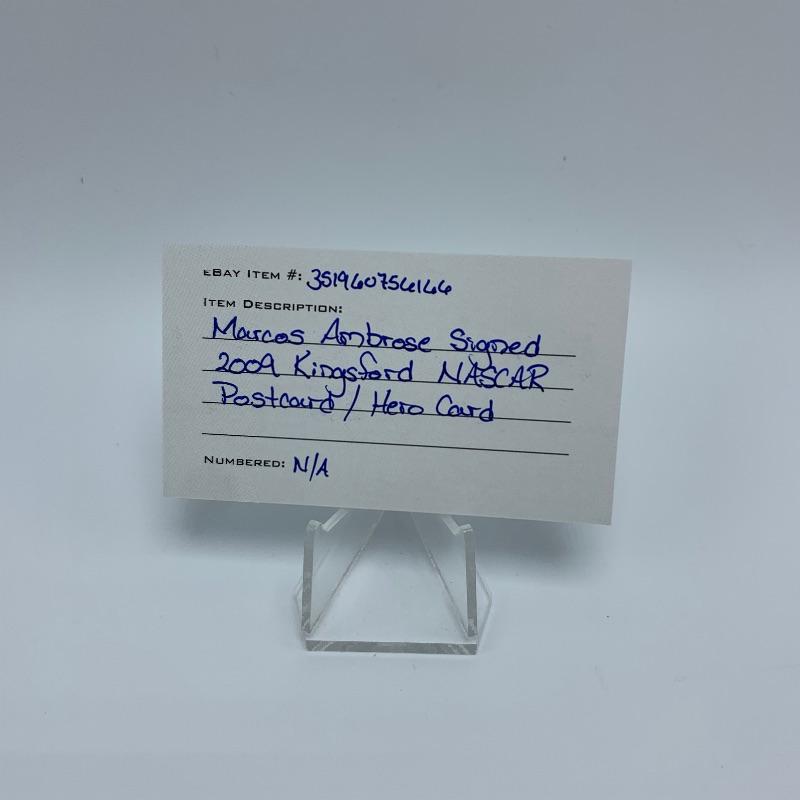 eBay Item #: 351960756166
Item Description:
Marcos Ambrose Signed
2009 Kingsford NASCAR
Postcard / Hero Card
Numbered: N/A